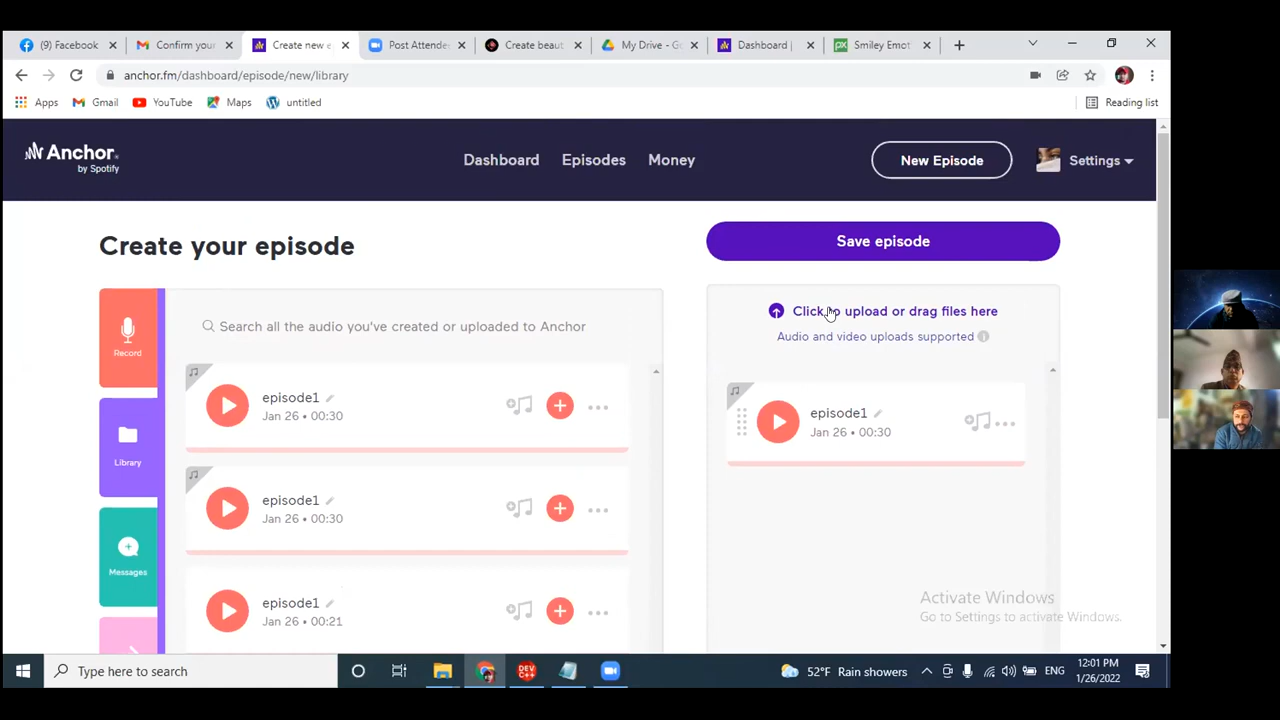 (9) Facebook
Confirm your
Create new e
Post Attende
Create beaut
My Drive - Go
Dashboard |
Smiley Emot
anchor.fm/dashboard/episode/new/library
Apps
Gmail
YouTube
Maps
untitled
Reading list
Anchor
by Spotify
Dashboard
Episodes
Money
New Episode
Settings
Create your episode
Save episode
Record
Library
Messages
Search all the audio you've created or uploaded to Anchor
episode1
Jan 26 • 00:30
episode1
Jan 26 • 00:30
episode1
Jan 26 • 00:21
Click to upload or drag files here
Audio and video uploads supported
episode1
Jan 26 • 00:30
Activate Windows
Go to Settings to activate Windows.
Type here to search
DEV
C++
52°F Rain showers
ENG
12:01 PM
1/26/2022